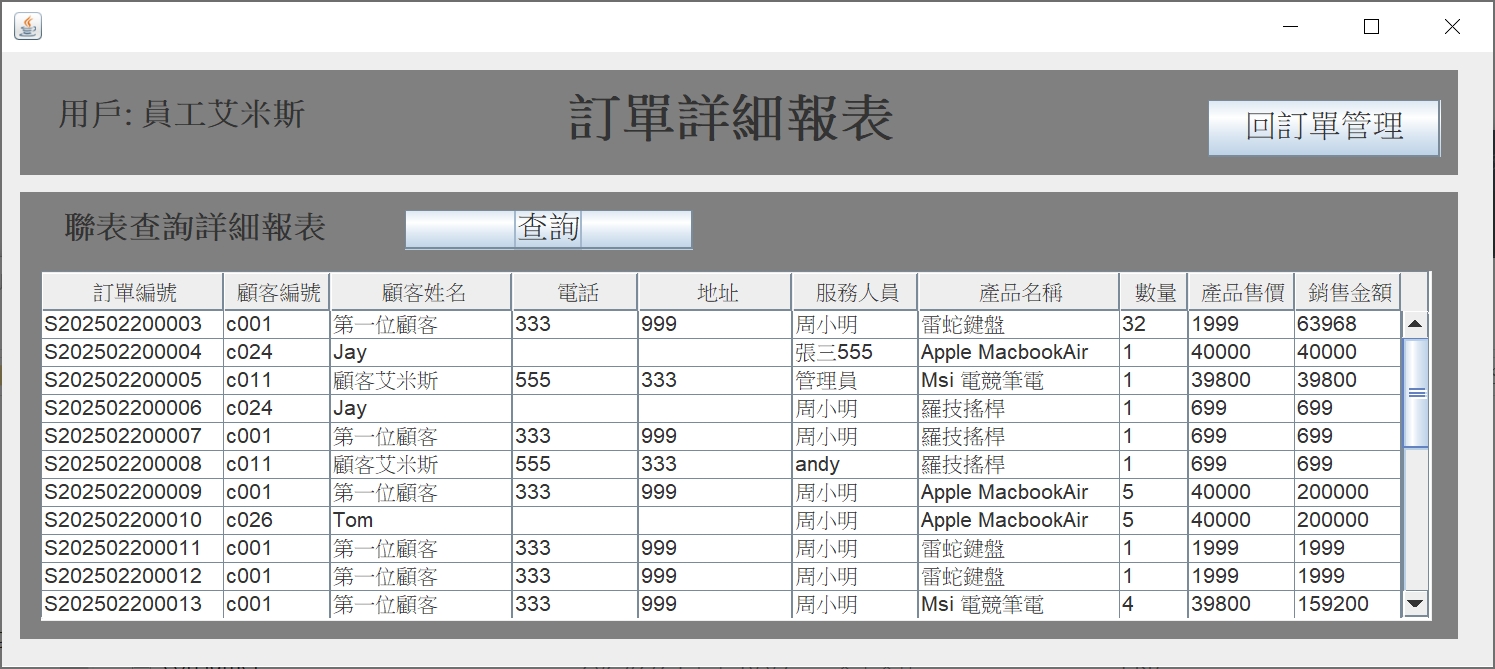 用戶: 員工艾米斯 訂單詳細報表 回訂單管理
聯表查詢詳細報表 查詢
訂單編號 顧客編號 顧客姓名 電話 地址 服務人員 產品名稱 數量 產品售價 銷售金額
S202502200003 c001 第一位顧客 333 999 周小明 雷蛇鍵盤 32 1999 63968
S202502200004 c024 Jay 張三555 Apple MacbookAir 1 40000 40000
S202502200005 c011 顧客艾米斯 555 333 管理員 Msi 電競筆電 1 39800 39800
S202502200006 c024 Jay 周小明 羅技搖桿 1 699 699
S202502200007 c001 第一位顧客 333 999 周小明 羅技搖桿 1 699 699
S202502200008 c011 顧客艾米斯 555 333 andy 羅技搖桿 1 699 699
S202502200009 c001 第一位顧客 333 999 周小明 Apple MacbookAir 5 40000 200000
S202502200010 c026 Tom 周小明 Apple MacbookAir 5 40000 200000
S202502200011 c001 第一位顧客 333 999 周小明 雷蛇鍵盤 1 1999 1999
S202502200012 c001 第一位顧客 333 999 周小明 雷蛇鍵盤 1 1999 1999
S202502200013 c001 第一位顧客 333 999 周小明 Msi 電競筆電 4 39800 159200